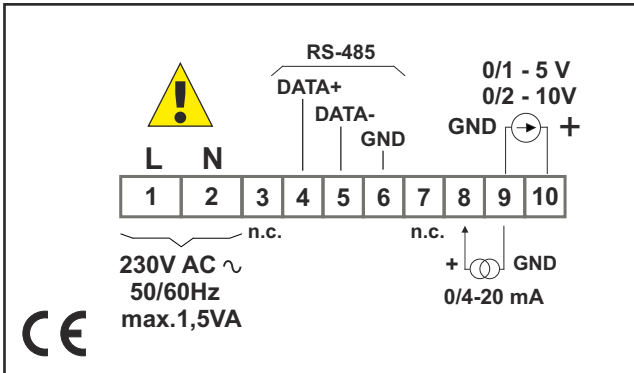 RS-485
DATA+
DATA-
GND
0/1 - 5 V
0/2 - 10V
GND +
L N
1 2 3 4 5 6 7 8 9 10
n.c. n.c.
230V AC ∿
50/60Hz
max.1,5VA
+ GND
0/4-20 mA
CE